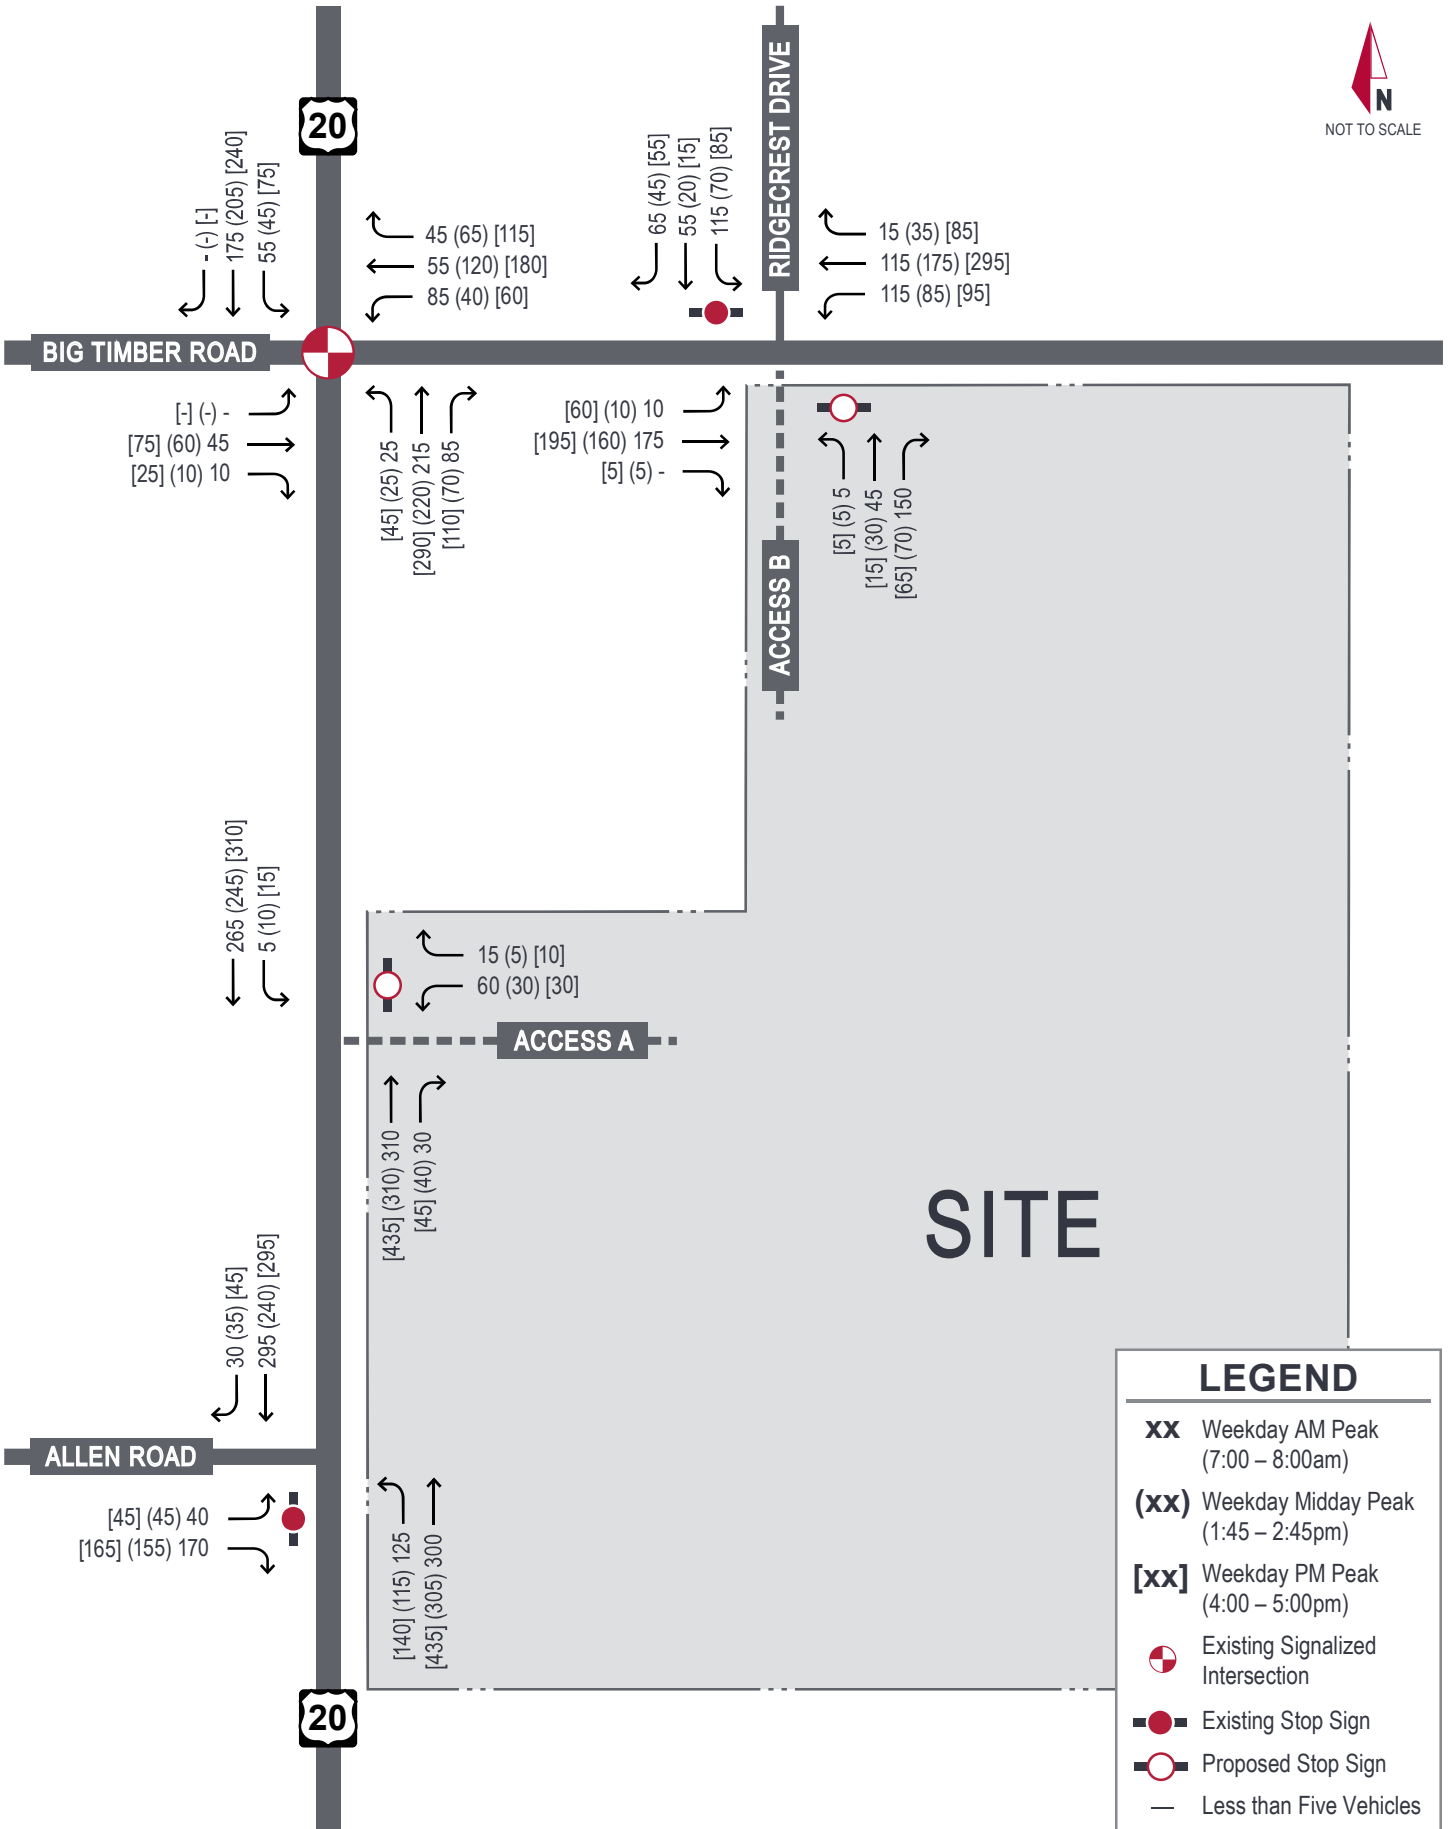 20
- (-) [-]
175 (205) [240]
55 (45) [75]
45 (65) [115]
55 (120) [180]
85 (40) [60]
65 (45) [55]
55 (20) [15]
115 (70) [85]
RIDGECREST DRIVE
15 (35) [85]
115 (175) [295]
115 (85) [95]
N
NOT TO SCALE
BIG TIMBER ROAD
[-] (-) -
[75] (60) 45
[25] (10) 10
[45] (25) 25
[290] (220) 215
[110] (70) 85
[60] (10) 10
[195] (160) 175
[5] (5) -
[5] (5) 5
[15] (30) 45
[65] (70) 150
ACCESS B
265 (245) [310]
5 (10) [15]
15 (5) [10]
60 (30) [30]
ACCESS A
[435] (310) 310
[45] (40) 30
SITE
30 (35) [45]
295 (240) [295]
ALLEN ROAD
[45] (45) 40
[165] (155) 170
[140] (115) 125
[435] (305) 300
20
LEGEND
XX Weekday AM Peak
(7:00 – 8:00am)
(XX) Weekday Midday Peak
(1:45 – 2:45pm)
[XX] Weekday PM Peak
(4:00 – 5:00pm)
Existing Signalized
Intersection
Existing Stop Sign
Proposed Stop Sign
— Less than Five Vehicles